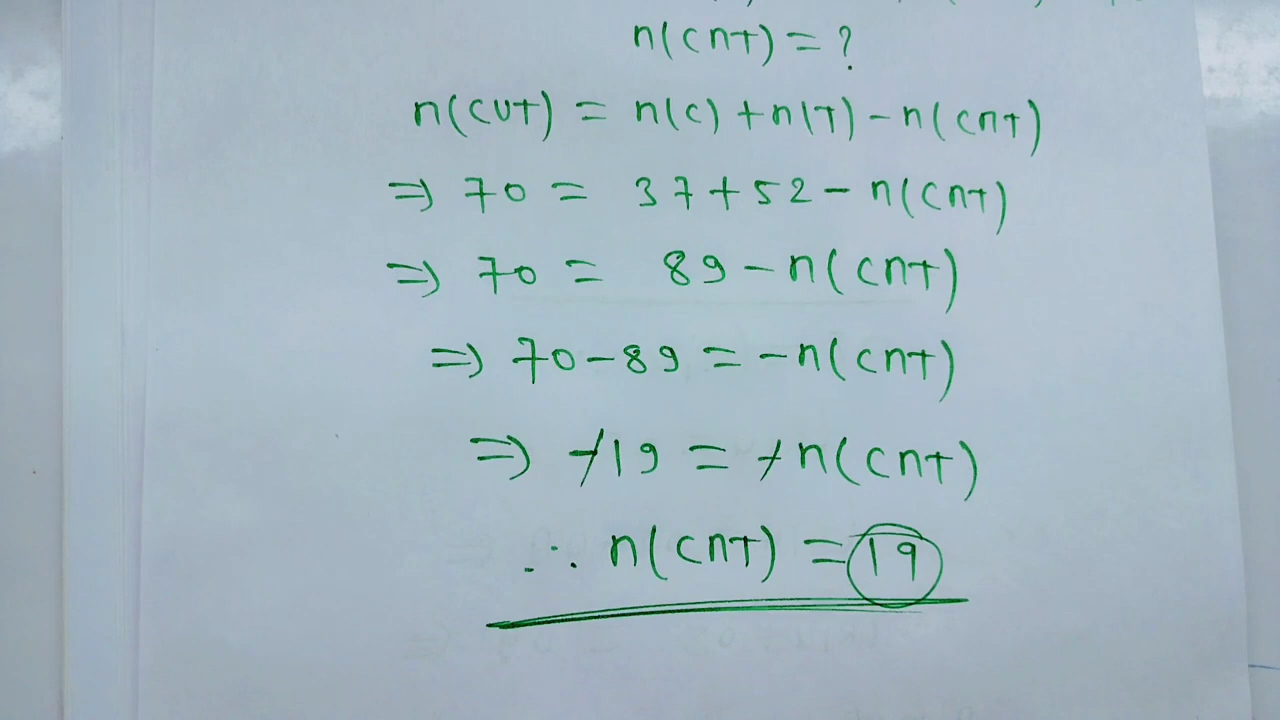 n(C∩T) = ?
n(C∪T) = n(C) + n(T) - n(C∩T)
⇒ 70 = 37 + 52 - n(C∩T)
⇒ 70 = 89 - n(C∩T)
⇒ 70 - 89 = - n(C∩T)
⇒ -19 = - n(C∩T)
∴ n(C∩T) = 19